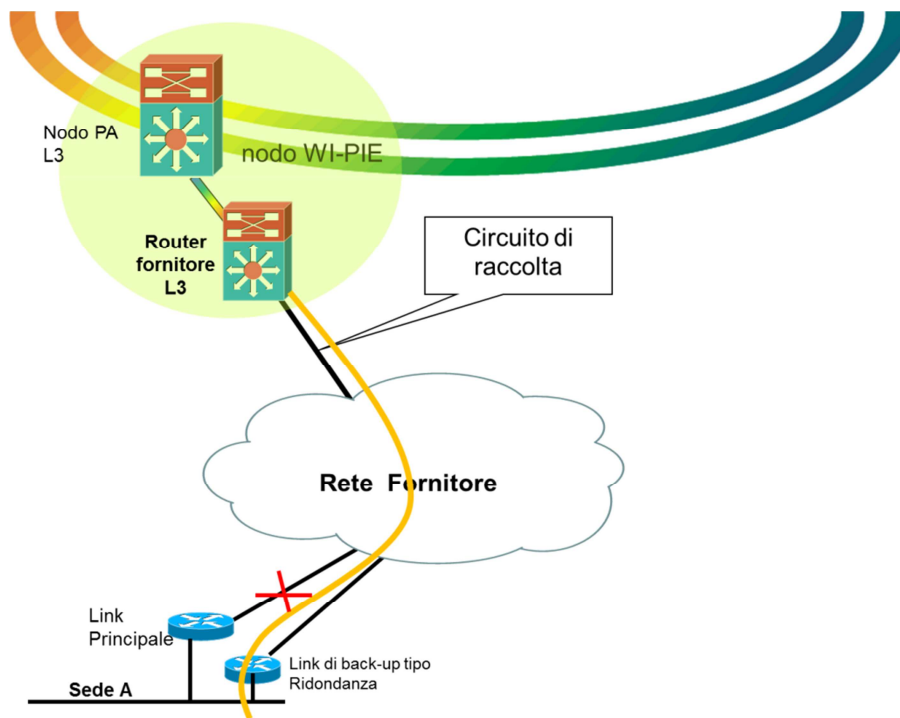 Nodo PA
L3
nodo WI-PIE
Router
fornitore
L3
Circuito di
raccolta
Rete Fornitore
Link
Principale
Link di back-up tipo
Ridondanza
Sede A